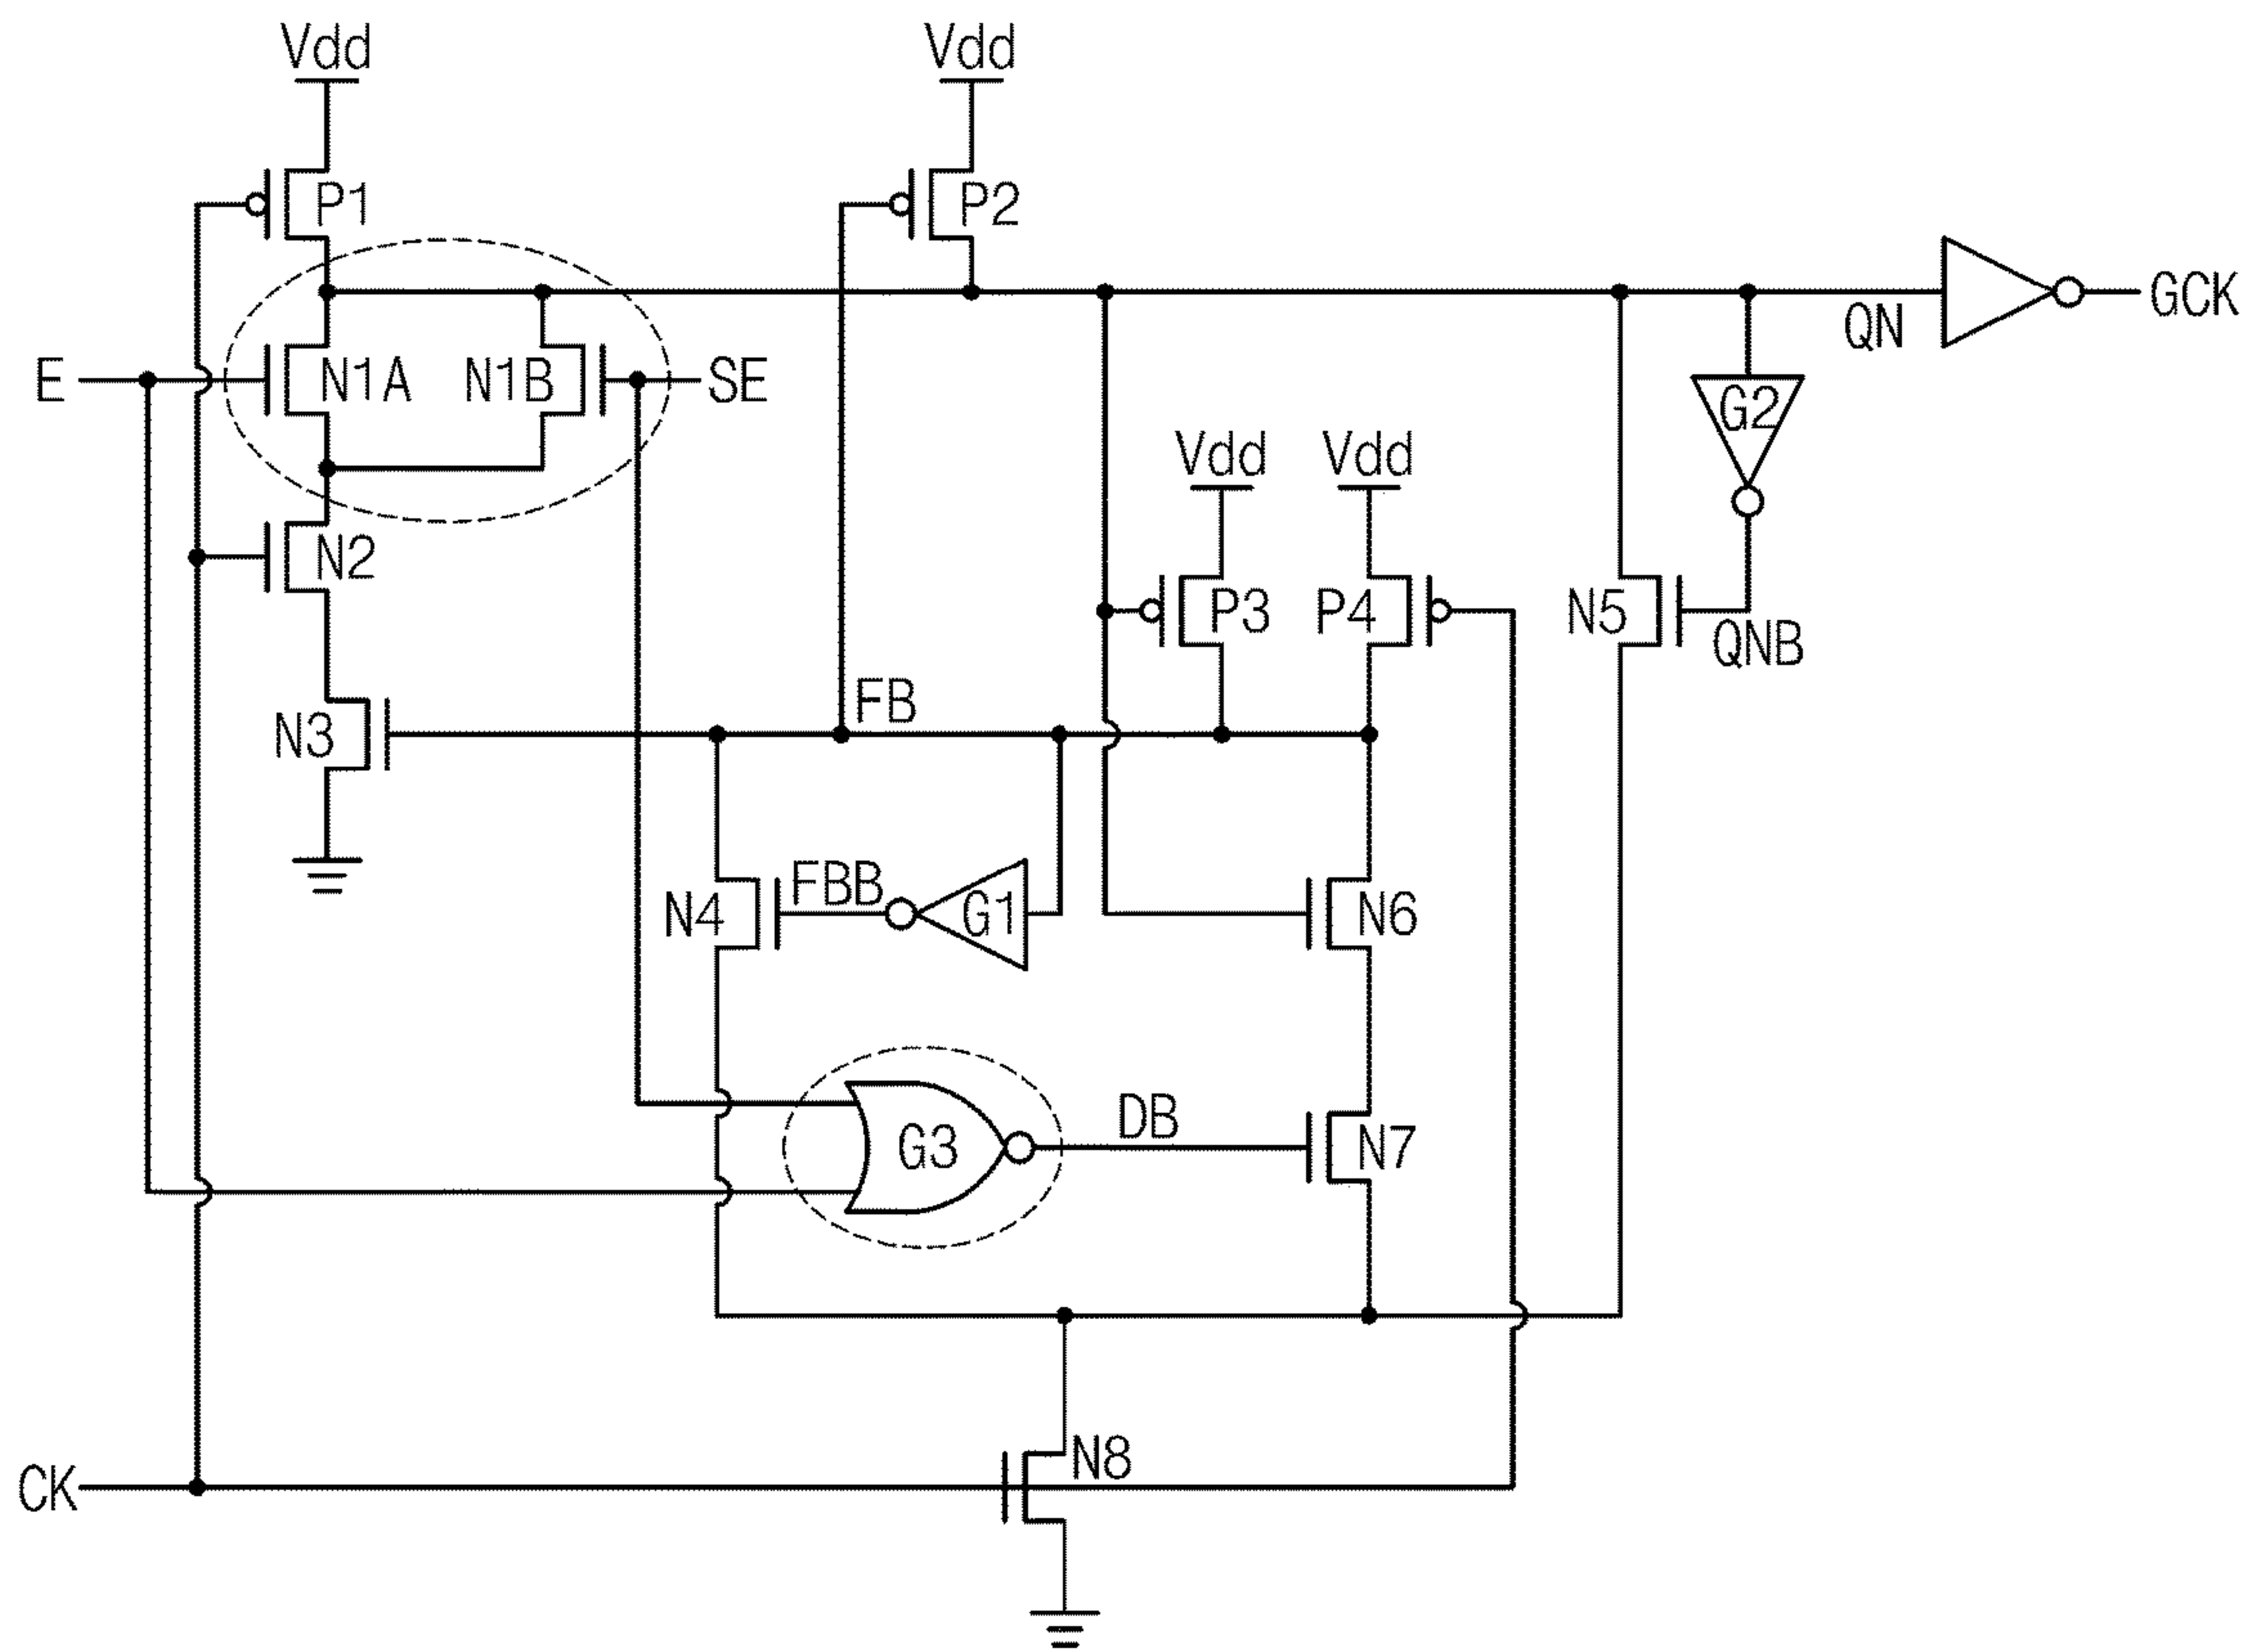 Vdd
Vdd
P1
P2
GCK
QN
E
N1A
N1B
SE
G2
Vdd
Vdd
N2
P3
P4
N5
QNB
FB
N3
FBB
N4
G1
N6
DB
G3
N7
N8
CK